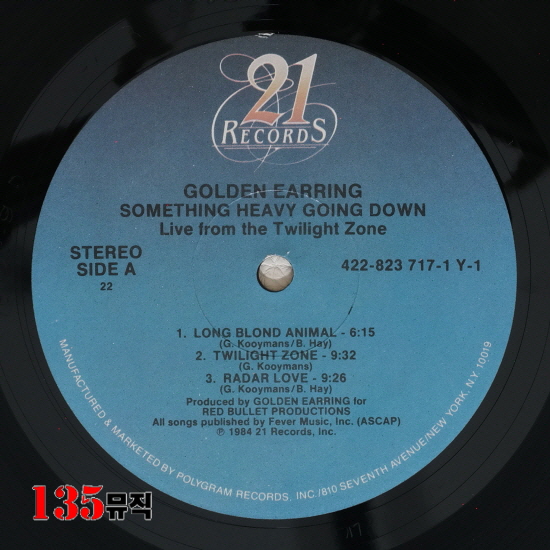 21
RECORDS
GOLDEN EARRING
SOMETHING HEAVY GOING DOWN
Live from the Twilight Zone
STEREO
SIDE A
22
422-823 717-1 Y-1
1. LONG BLOND ANIMAL - 6:15
(G. Kooymans/B. Hay)
2. TWILIGHT ZONE - 9:32
(G. Kooymans)
3. RADAR LOVE - 9:26
(G. Kooymans/B. Hay)
Produced by GOLDEN EARRING for
RED BULLET PRODUCTIONS
All songs published by Fever Music, Inc. (ASCAP)
℗ 1984 21 Records, Inc.
MANUFACTURED & MARKETED BY POLYGRAM RECORDS, INC./810 SEVENTH AVENUE/NEW YORK, N.Y. 10019
135뮤직